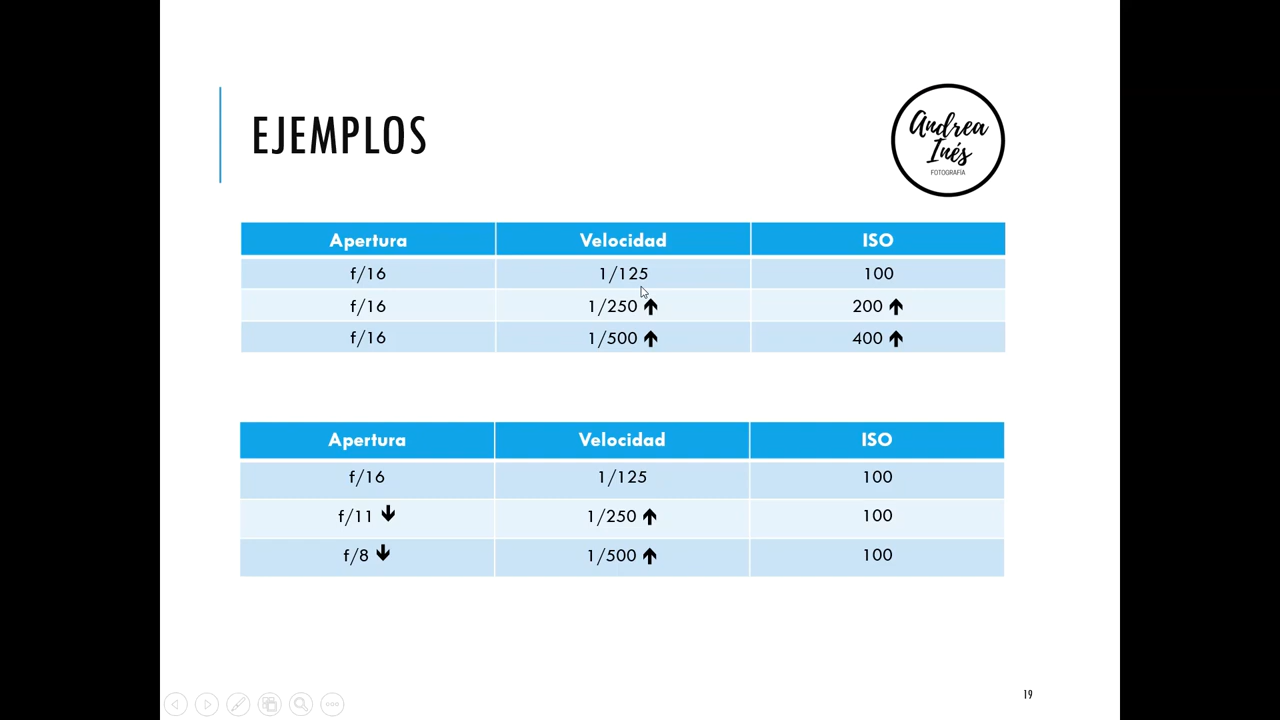 EJEMPLOS
Andrea
Inés
FOTOGRAFÍA
Apertura Velocidad ISO
f/16 1/125 100
f/16 1/250 ↑ 200 ↑
f/16 1/500 ↑ 400 ↑
Apertura Velocidad ISO
f/16 1/125 100
f/11 ↓ 1/250 ↑ 100
f/8 ↓ 1/500 ↑ 100
19